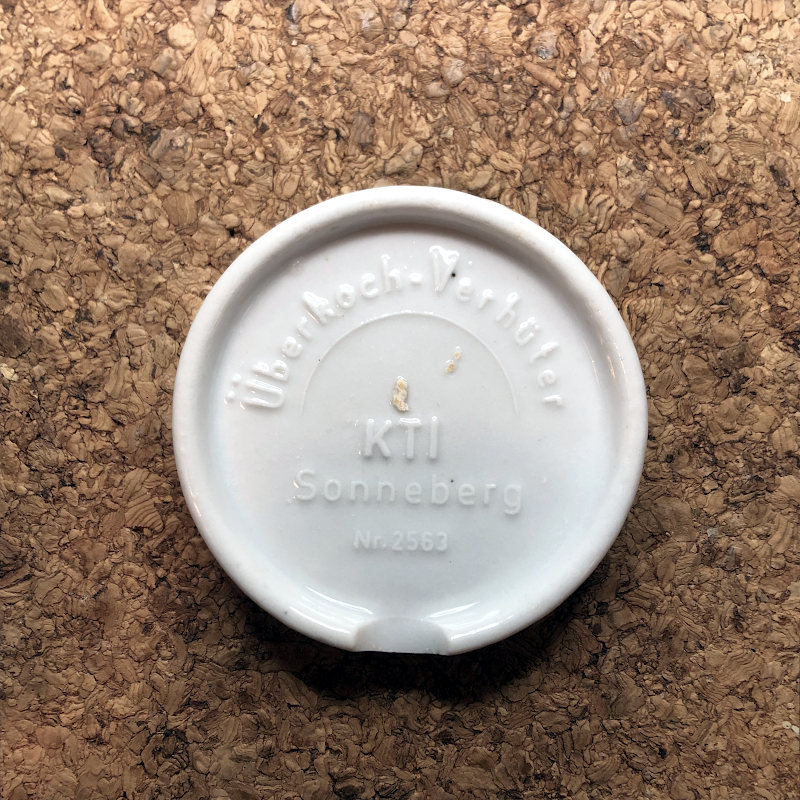 Überkoch-Verhüter
KTI
Sonneberg
Nr.2563